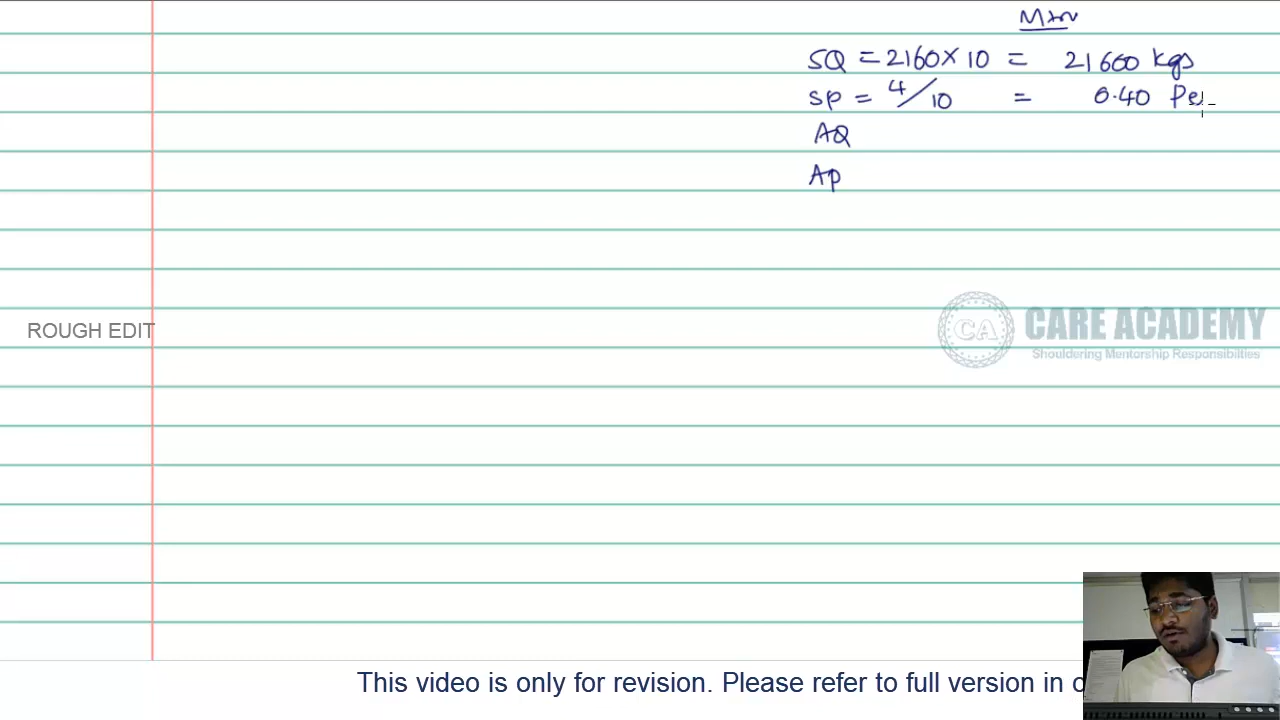 SQ = 2160 × 10 = 21600 kgs
SP = 4/10 = 0.40 Per
AQ
AP
ROUGH EDIT
CA
CARE ACADEMY
Shouldering Mentorship Responsibilities
This video is only for revision. Please refer to full version in